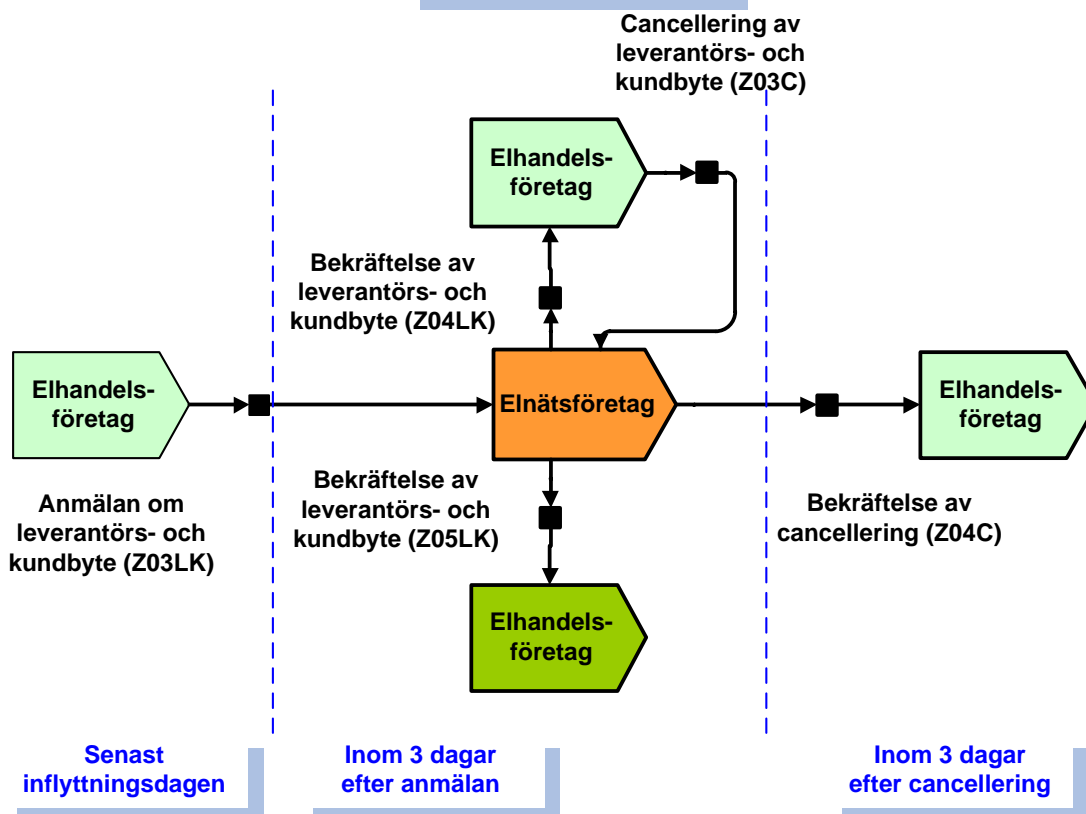 Cancellering av
leverantörs- och
kundbyte (Z03C)
Elhandels-
företag
Bekräftelse av
leverantörs- och
kundbyte (Z04LK)
Elhandels-
företag
Elnätsföretag
Elhandels-
företag
Anmälan om
leverantörs- och
kundbyte (Z03LK)
Bekräftelse av
leverantörs- och
kundbyte (Z05LK)
Bekräftelse av
cancellering (Z04C)
Elhandels-
företag
Senast
inflyttningsdagen
Inom 3 dagar
efter anmälan
Inom 3 dagar
efter cancellering